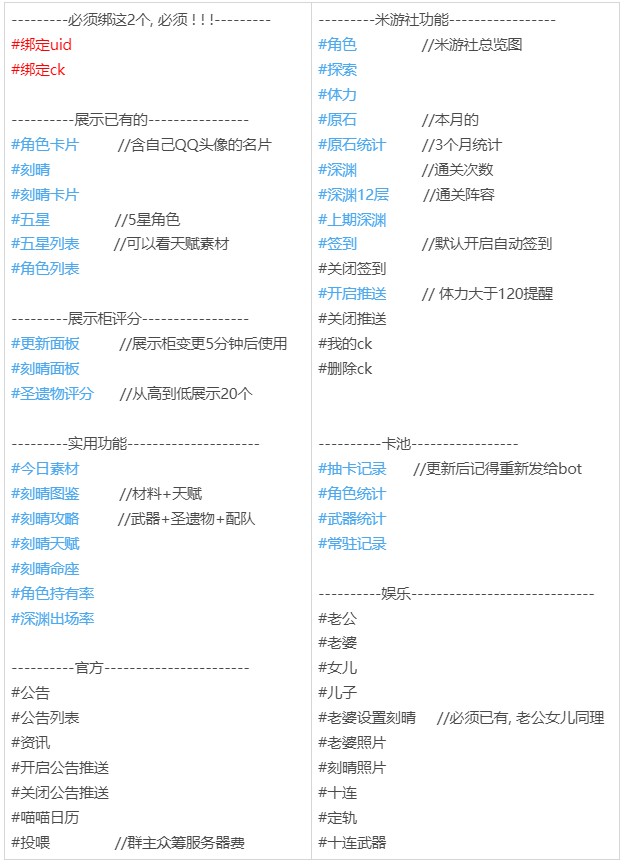 ---------必须绑这2个, 必须 ! ! !---------
#绑定uid
#绑定ck
----------展示已有的----------------
#角色卡片 //含自己QQ头像的名片
#刻晴
#刻晴卡片
#五星 //5星角色
#五星列表 //可以看天赋素材
#角色列表
---------展示柜评分-----------------
#更新面板 //展示柜变更5分钟后使用
#刻晴面板
#圣遗物评分 //从高到低展示20个
---------实用功能---------------------
#今日素材
#刻晴图鉴 //材料+天赋
#刻晴攻略 //武器+圣遗物+配队
#刻晴天赋
#刻晴命座
#角色持有率
#深渊出场率
----------官方-----------------------
#公告
#公告列表
#资讯
#开启公告推送
#关闭公告推送
#喵喵日历
#投喂 //群主众筹服务器费
---------米游社功能-----------------
#角色 //米游社总览图
#探索
#体力
#原石 //本月的
#原石统计 //3个月统计
#深渊 //通关次数
#深渊12层 //通关阵容
#上期深渊
#签到 //默认开启自动签到
#关闭签到
#开启推送 // 体力大于120提醒
#关闭推送
#我的ck
#删除ck
----------卡池-----------------
#抽卡记录 //更新后记得重新发给bot
#角色统计
#武器统计
#常驻记录
----------娱乐-----------------------------
#老公
#老婆
#女儿
#儿子
#老婆设置刻晴 //必须已有, 老公女儿同理
#老婆照片
#刻晴照片
#十连
#定轨
#十连武器